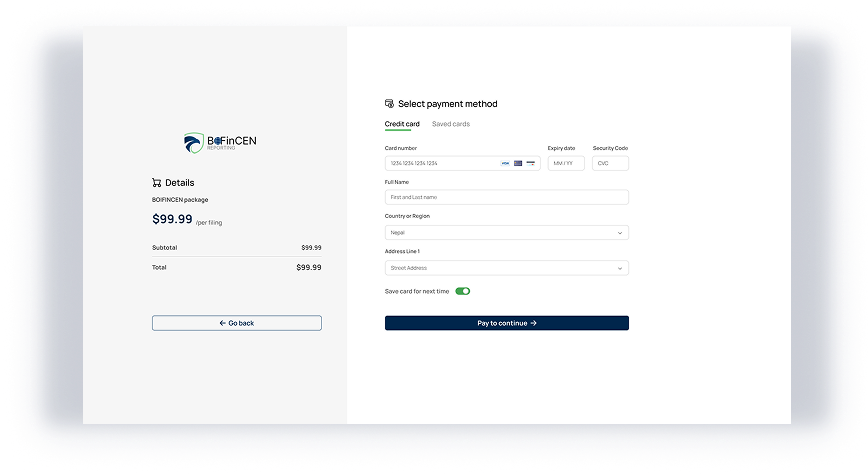 BOFinCEN
REPORTING
Details
BOIFINCEN package
$99.99 /per filing
Subtotal $99.99
Total $99.99
← Go back
Select payment method
Credit card Saved cards
Card number Expiry date Security Code
1234 1234 1234 1234 VISA MM / YY CVC
Full Name
First and Last name
Country or Region
Nepal
Address Line 1
Street Address
Save card for next time
Pay to continue →